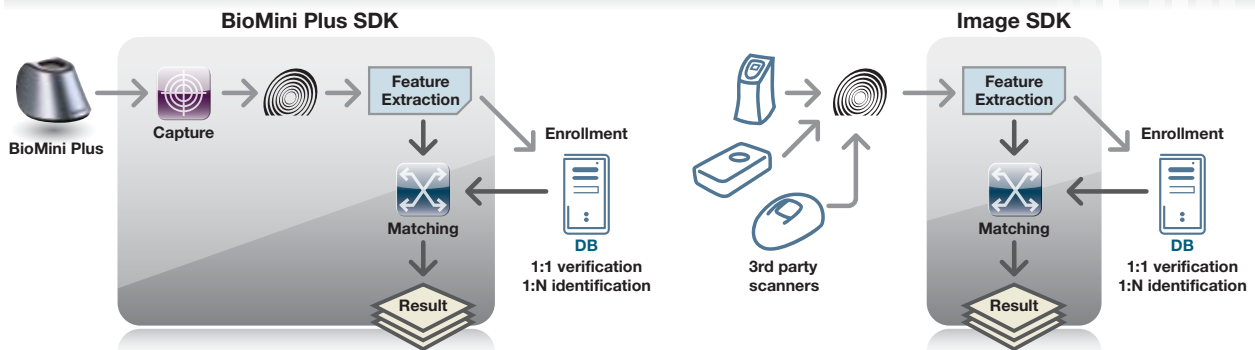 BioMini Plus SDK
BioMini Plus
Capture
Feature
Extraction
Enrollment
Matching
DB
1:1 verification
1:N identification
Result
Image SDK
3rd party
scanners
Feature
Extraction
Enrollment
Matching
DB
1:1 verification
1:N identification
Result